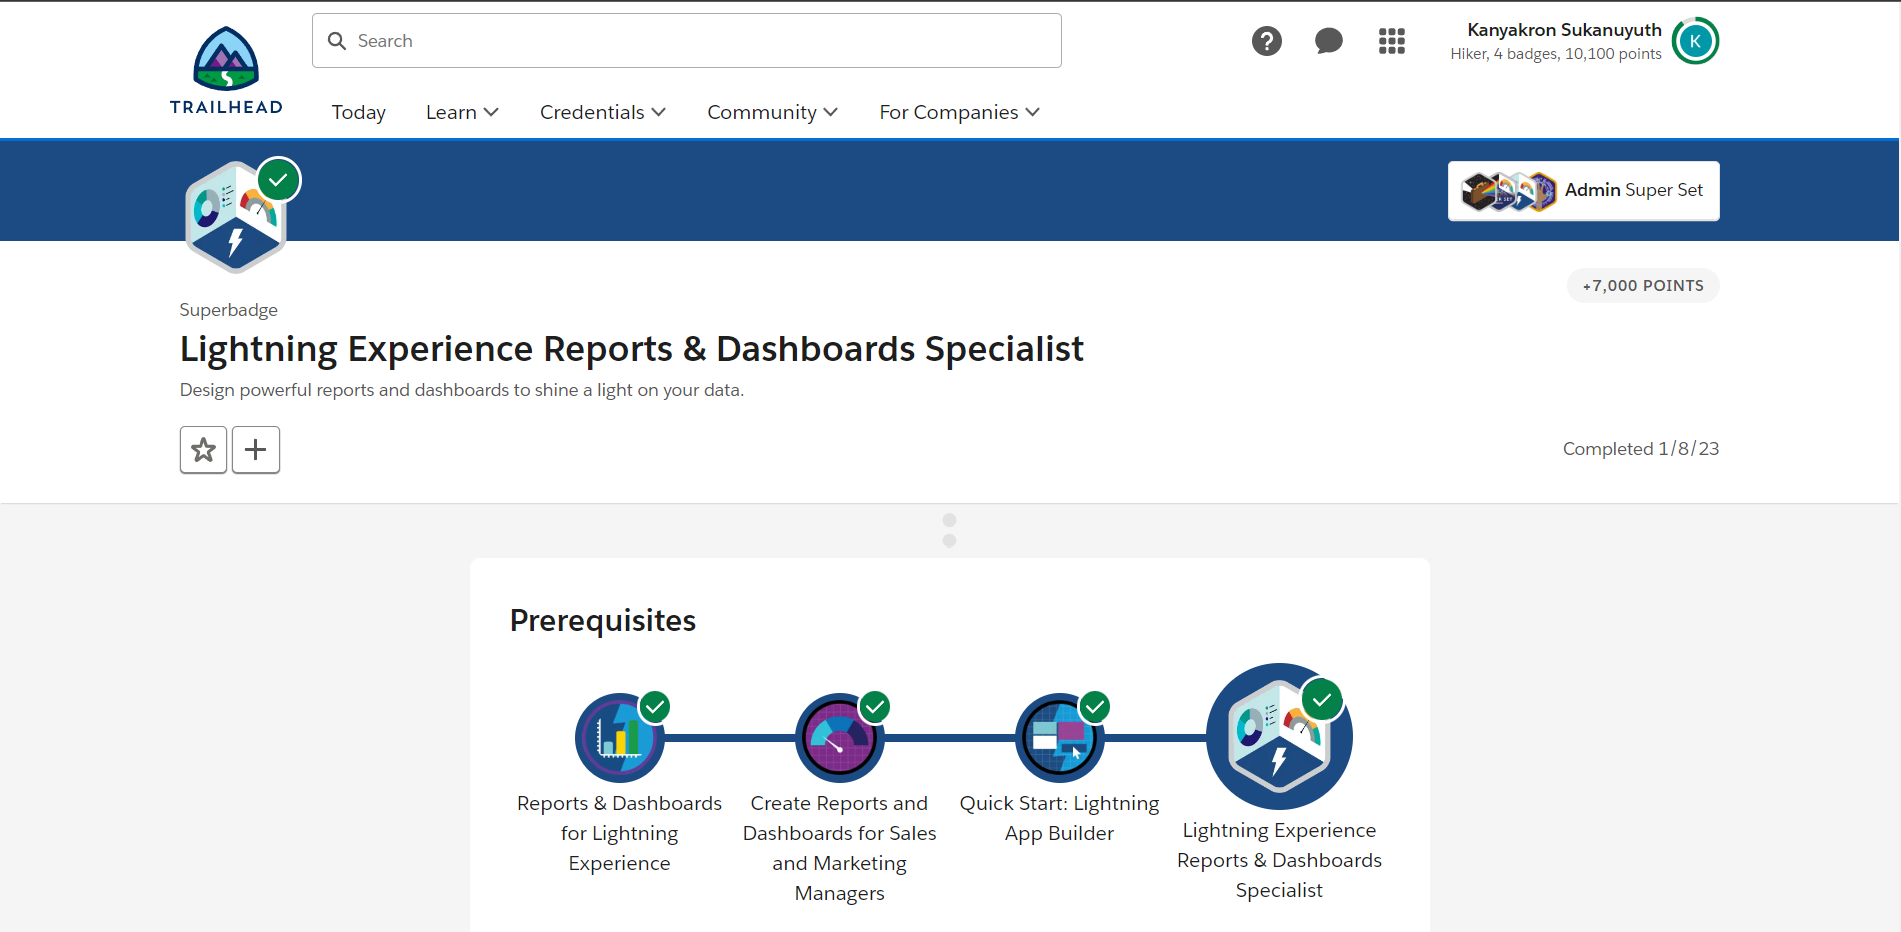 Search
Kanyakron Sukanuyuth
Hiker, 4 badges, 10,100 points
K
TRAILHEAD
Today
Learn
Credentials
Community
For Companies
Admin Super Set
+7,000 POINTS
Superbadge
Lightning Experience Reports & Dashboards Specialist
Design powerful reports and dashboards to shine a light on your data.
Completed 1/8/23
Prerequisites
Reports & Dashboards
for Lightning
Experience
Create Reports and
Dashboards for Sales
and Marketing
Managers
Quick Start: Lightning
App Builder
Lightning Experience
Reports & Dashboards
Specialist